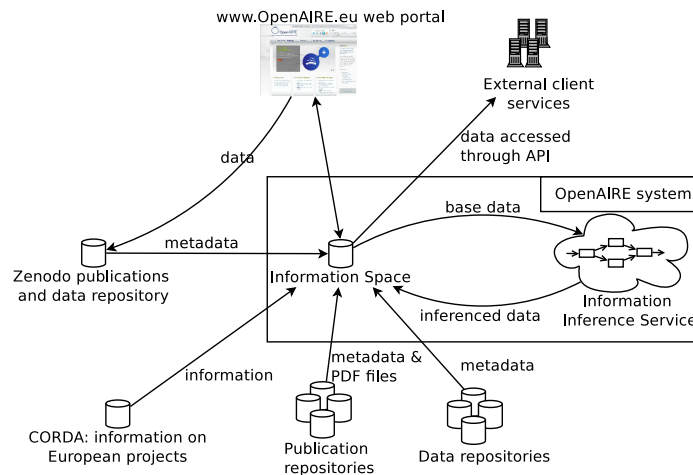 www.OpenAIRE.eu web portal
OpenAIRE
External client
services
data accessed
through API
data
OpenAIRE system
base data
metadata
Zenodo publications
and data repository
Information Space
Information
Inference Service
inferenced data
information
metadata &
PDF files
metadata
CORDA: information on
European projects
Publication
repositories
Data repositories